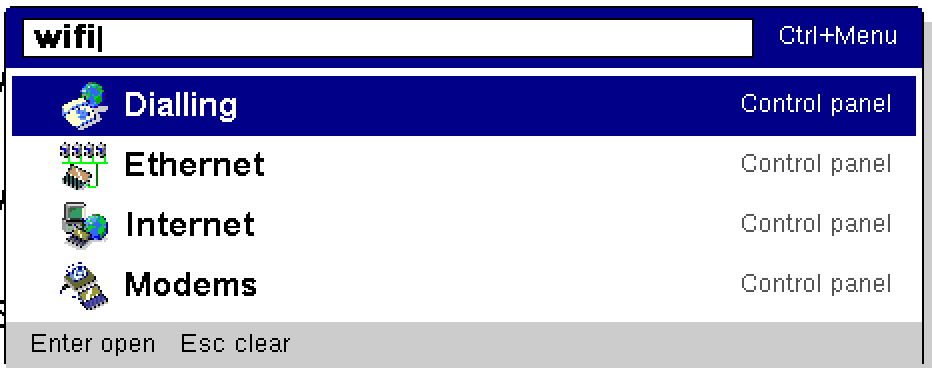 wifi Ctrl+Menu
Dialling Control panel
Ethernet Control panel
Internet Control panel
Modems Control panel
Enter open Esc clear